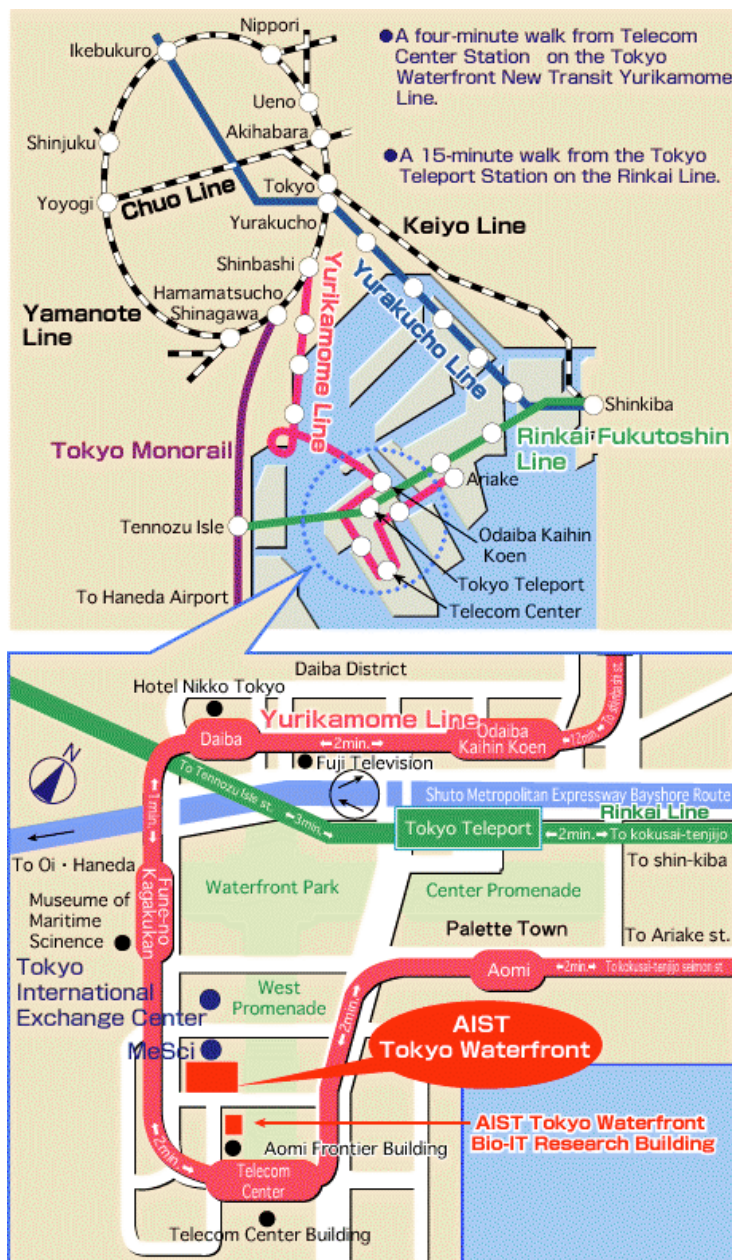 Nippori
Ikebukuro
●A four-minute walk from Telecom
Center Station on the Tokyo
Waterfront New Transit Yurikamome
Line.
Ueno
Akihabara
Shinjuku
●A 15-minute walk from the Tokyo
Teleport Station on the Rinkai Line.
Chuo Line
Tokyo
Yoyogi
Yurakucho
Keiyo Line
Shinbashi
Hamamatsucho
Shinagawa
Yamanote
Line
Yurikamome Line
Yurakucho Line
Shinkiba
Tokyo Monorail
Rinkai Fukutoshin
Line
Ariake
Tennozu Isle
Odaiba Kaihin
Koen
Tokyo Teleport
To Haneda Airport
Telecom Center
Daiba District
Hotel Nikko Tokyo
Yurikamome Line
Daiba
←2min.→
Odaiba
Kaihin Koen
←12min.→
To shinbashi st.
Fuji Television
N
To Tennozu Isle st.
←3min.→
←1min.→
Shuto Metropolitan Expressway Bayshore Route
Rinkai Line
Tokyo Teleport
←2min.→ To kokusai-tenjijo
To Oi・Haneda
To shin-kiba
Fune-no
Kagakukan
Waterfront Park
Center Promenade
Museume of
Maritime
Scinence
Palette Town
To Ariake st.
Aomi
←2min.→ To kokusai-tenjijo seimon st
Tokyo
International
Exchange Center
West
Promenade
←2min.→
MeSci
AIST
Tokyo Waterfront
AIST Tokyo Waterfront
Bio-IT Research Building
Aomi Frontier Building
←2min.→
Telecom
Center
Telecom Center Building